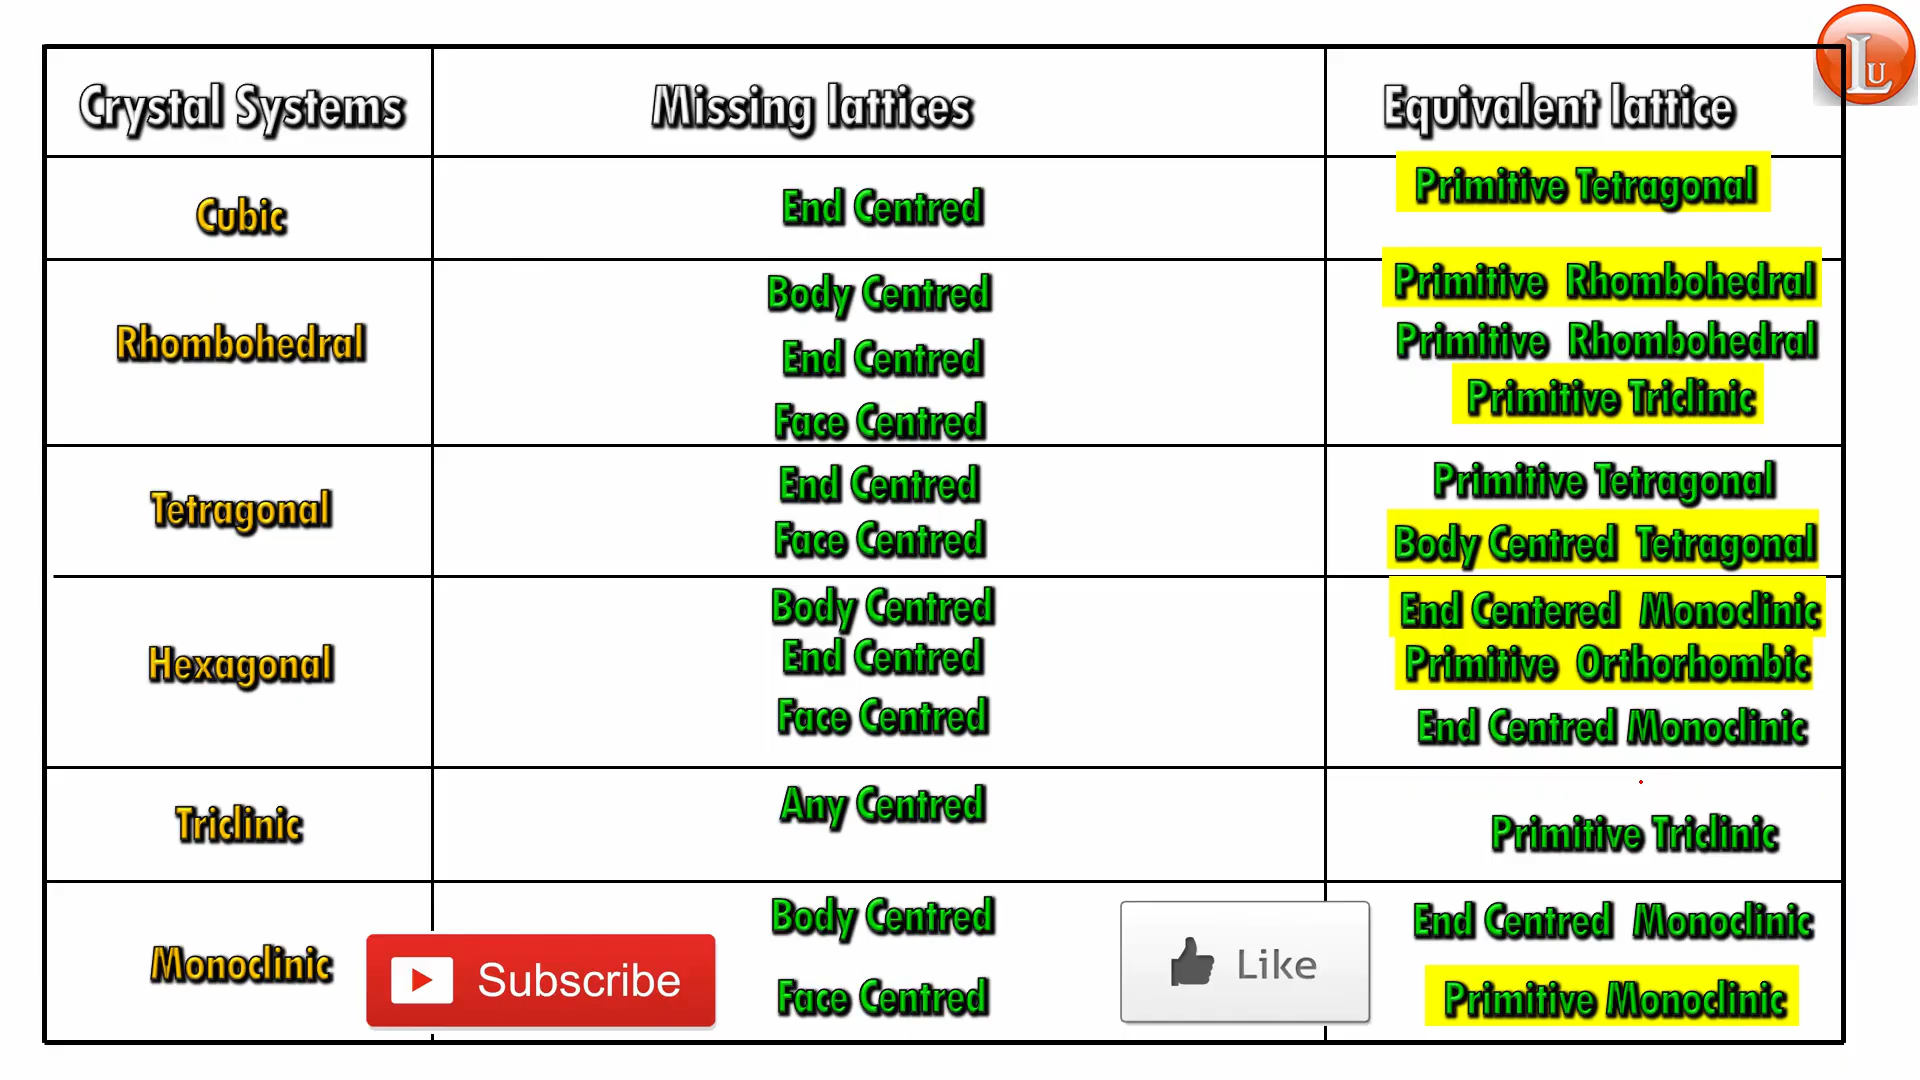 LU
Crystal Systems Missing lattices Equivalent lattice
Cubic End Centred Primitive Tetragonal
Rhombohedral Body Centred Primitive Rhombohedral
End Centred Primitive Rhombohedral
Face Centred Primitive Triclinic
Tetragonal End Centred Primitive Tetragonal
Face Centred Body Centred Tetragonal
Hexagonal Body Centred End Centered Monoclinic
End Centred Primitive Orthorhombic
Face Centred End Centred Monoclinic
Triclinic Any Centred Primitive Triclinic
Monoclinic Body Centred End Centred Monoclinic
Face Centred Primitive Monoclinic
Subscribe
Like